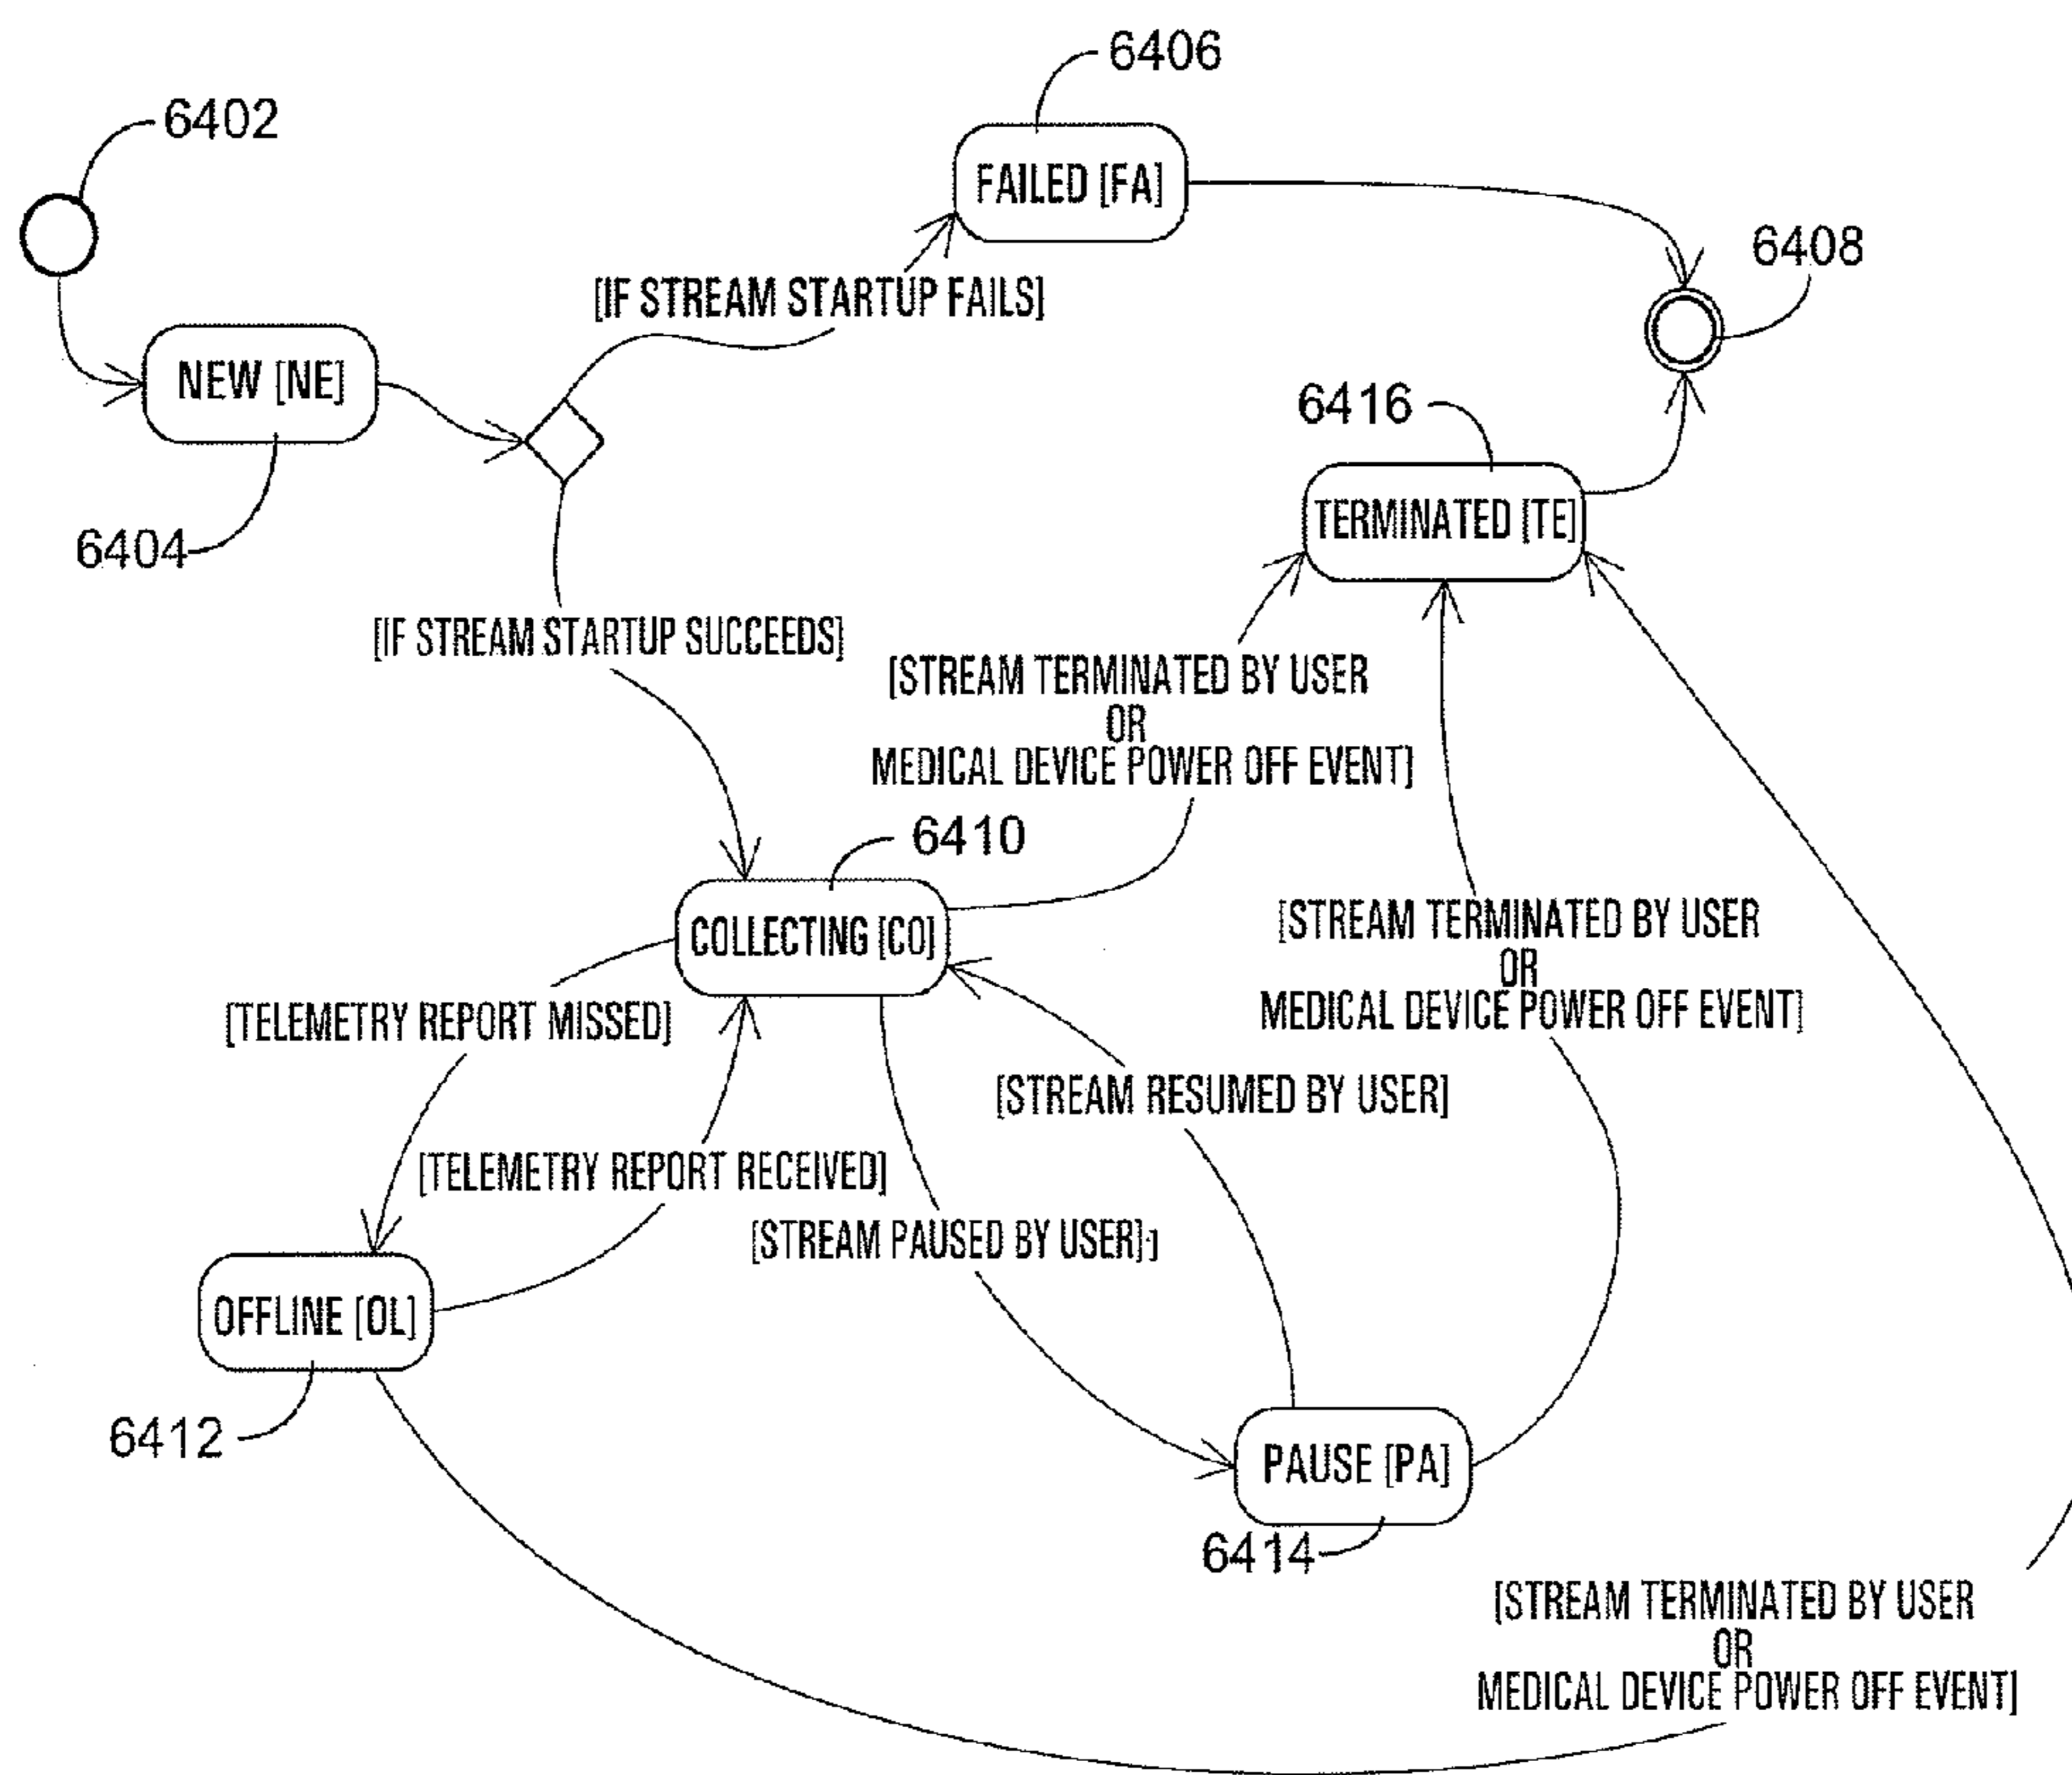 6406
6402
FAILED [FA]
6408
[IF STREAM STARTUP FAILS]
NEW [NE]
6416
TERMINATED [TE]
6404
[IF STREAM STARTUP SUCCEEDS]
[STREAM TERMINATED BY USER
OR
MEDICAL DEVICE POWER OFF EVENT]
6410
COLLECTING [CO]
[STREAM TERMINATED BY USER
OR
MEDICAL DEVICE POWER OFF EVENT]
[TELEMETRY REPORT MISSED]
[STREAM RESUMED BY USER]
[TELEMETRY REPORT RECEIVED]
[STREAM PAUSED BY USER]·]
OFFLINE [OL]
6412
PAUSE [PA]
6414
[STREAM TERMINATED BY USER
OR
MEDICAL DEVICE POWER OFF EVENT]